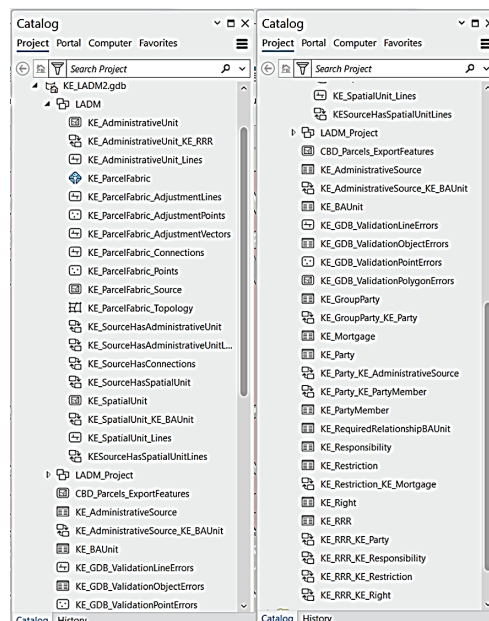 Catalog
Project Portal Computer Favorites
Search Project
KE_LADM2.gdb
LADM
KE_AdministrativeUnit
KE_AdministrativeUnit_KE_RRR
KE_AdministrativeUnit_Lines
KE_ParcelFabric
KE_ParcelFabric_AdjustmentLines
KE_ParcelFabric_AdjustmentPoints
KE_ParcelFabric_AdjustmentVectors
KE_ParcelFabric_Connections
KE_ParcelFabric_Points
KE_ParcelFabric_Source
KE_ParcelFabric_Topology
KE_SourceHasAdministrativeUnit
KE_SourceHasAdministrativeUnitL...
KE_SourceHasConnections
KE_SourceHasSpatialUnit
KE_SpatialUnit
KE_SpatialUnit_KE_BAUnit
KE_SpatialUnit_Lines
KESourceHasSpatialUnitLines
LADM_Project
CBD_Parcels_ExportFeatures
KE_AdministrativeSource
KE_AdministrativeSource_KE_BAUnit
KE_BAUnit
KE_GDB_ValidationLineErrors
KE_GDB_ValidationObjectErrors
KE_GDB_ValidationPointErrors
Catalog History
Catalog
Project Portal Computer Favorites
Search Project
KE_SpatialUnit_Lines
KESourceHasSpatialUnitLines
LADM_Project
CBD_Parcels_ExportFeatures
KE_AdministrativeSource
KE_AdministrativeSource_KE_BAUnit
KE_BAUnit
KE_GDB_ValidationLineErrors
KE_GDB_ValidationObjectErrors
KE_GDB_ValidationPointErrors
KE_GDB_ValidationPolygonErrors
KE_GroupParty
KE_GroupParty_KE_Party
KE_Mortgage
KE_Party
KE_Party_KE_AdministrativeSource
KE_Party_KE_PartyMember
KE_PartyMember
KE_RequiredRelationshipBAUnit
KE_Responsibility
KE_Restriction
KE_Restriction_KE_Mortgage
KE_Right
KE_RRR
KE_RRR_KE_Party
KE_RRR_KE_Responsibility
KE_RRR_KE_Restriction
KE_RRR_KE_Right
Catalog History